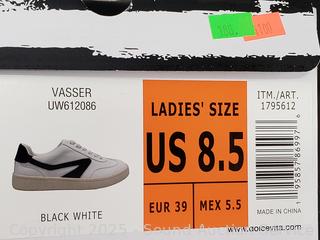 VASSER
UW612086
BLACK WHITE
LADIES' SIZE
US 8.5
EUR 39
MEX 5.5
ITM./ART.
1795612
MADE IN CHINA
www.dolcevita.com